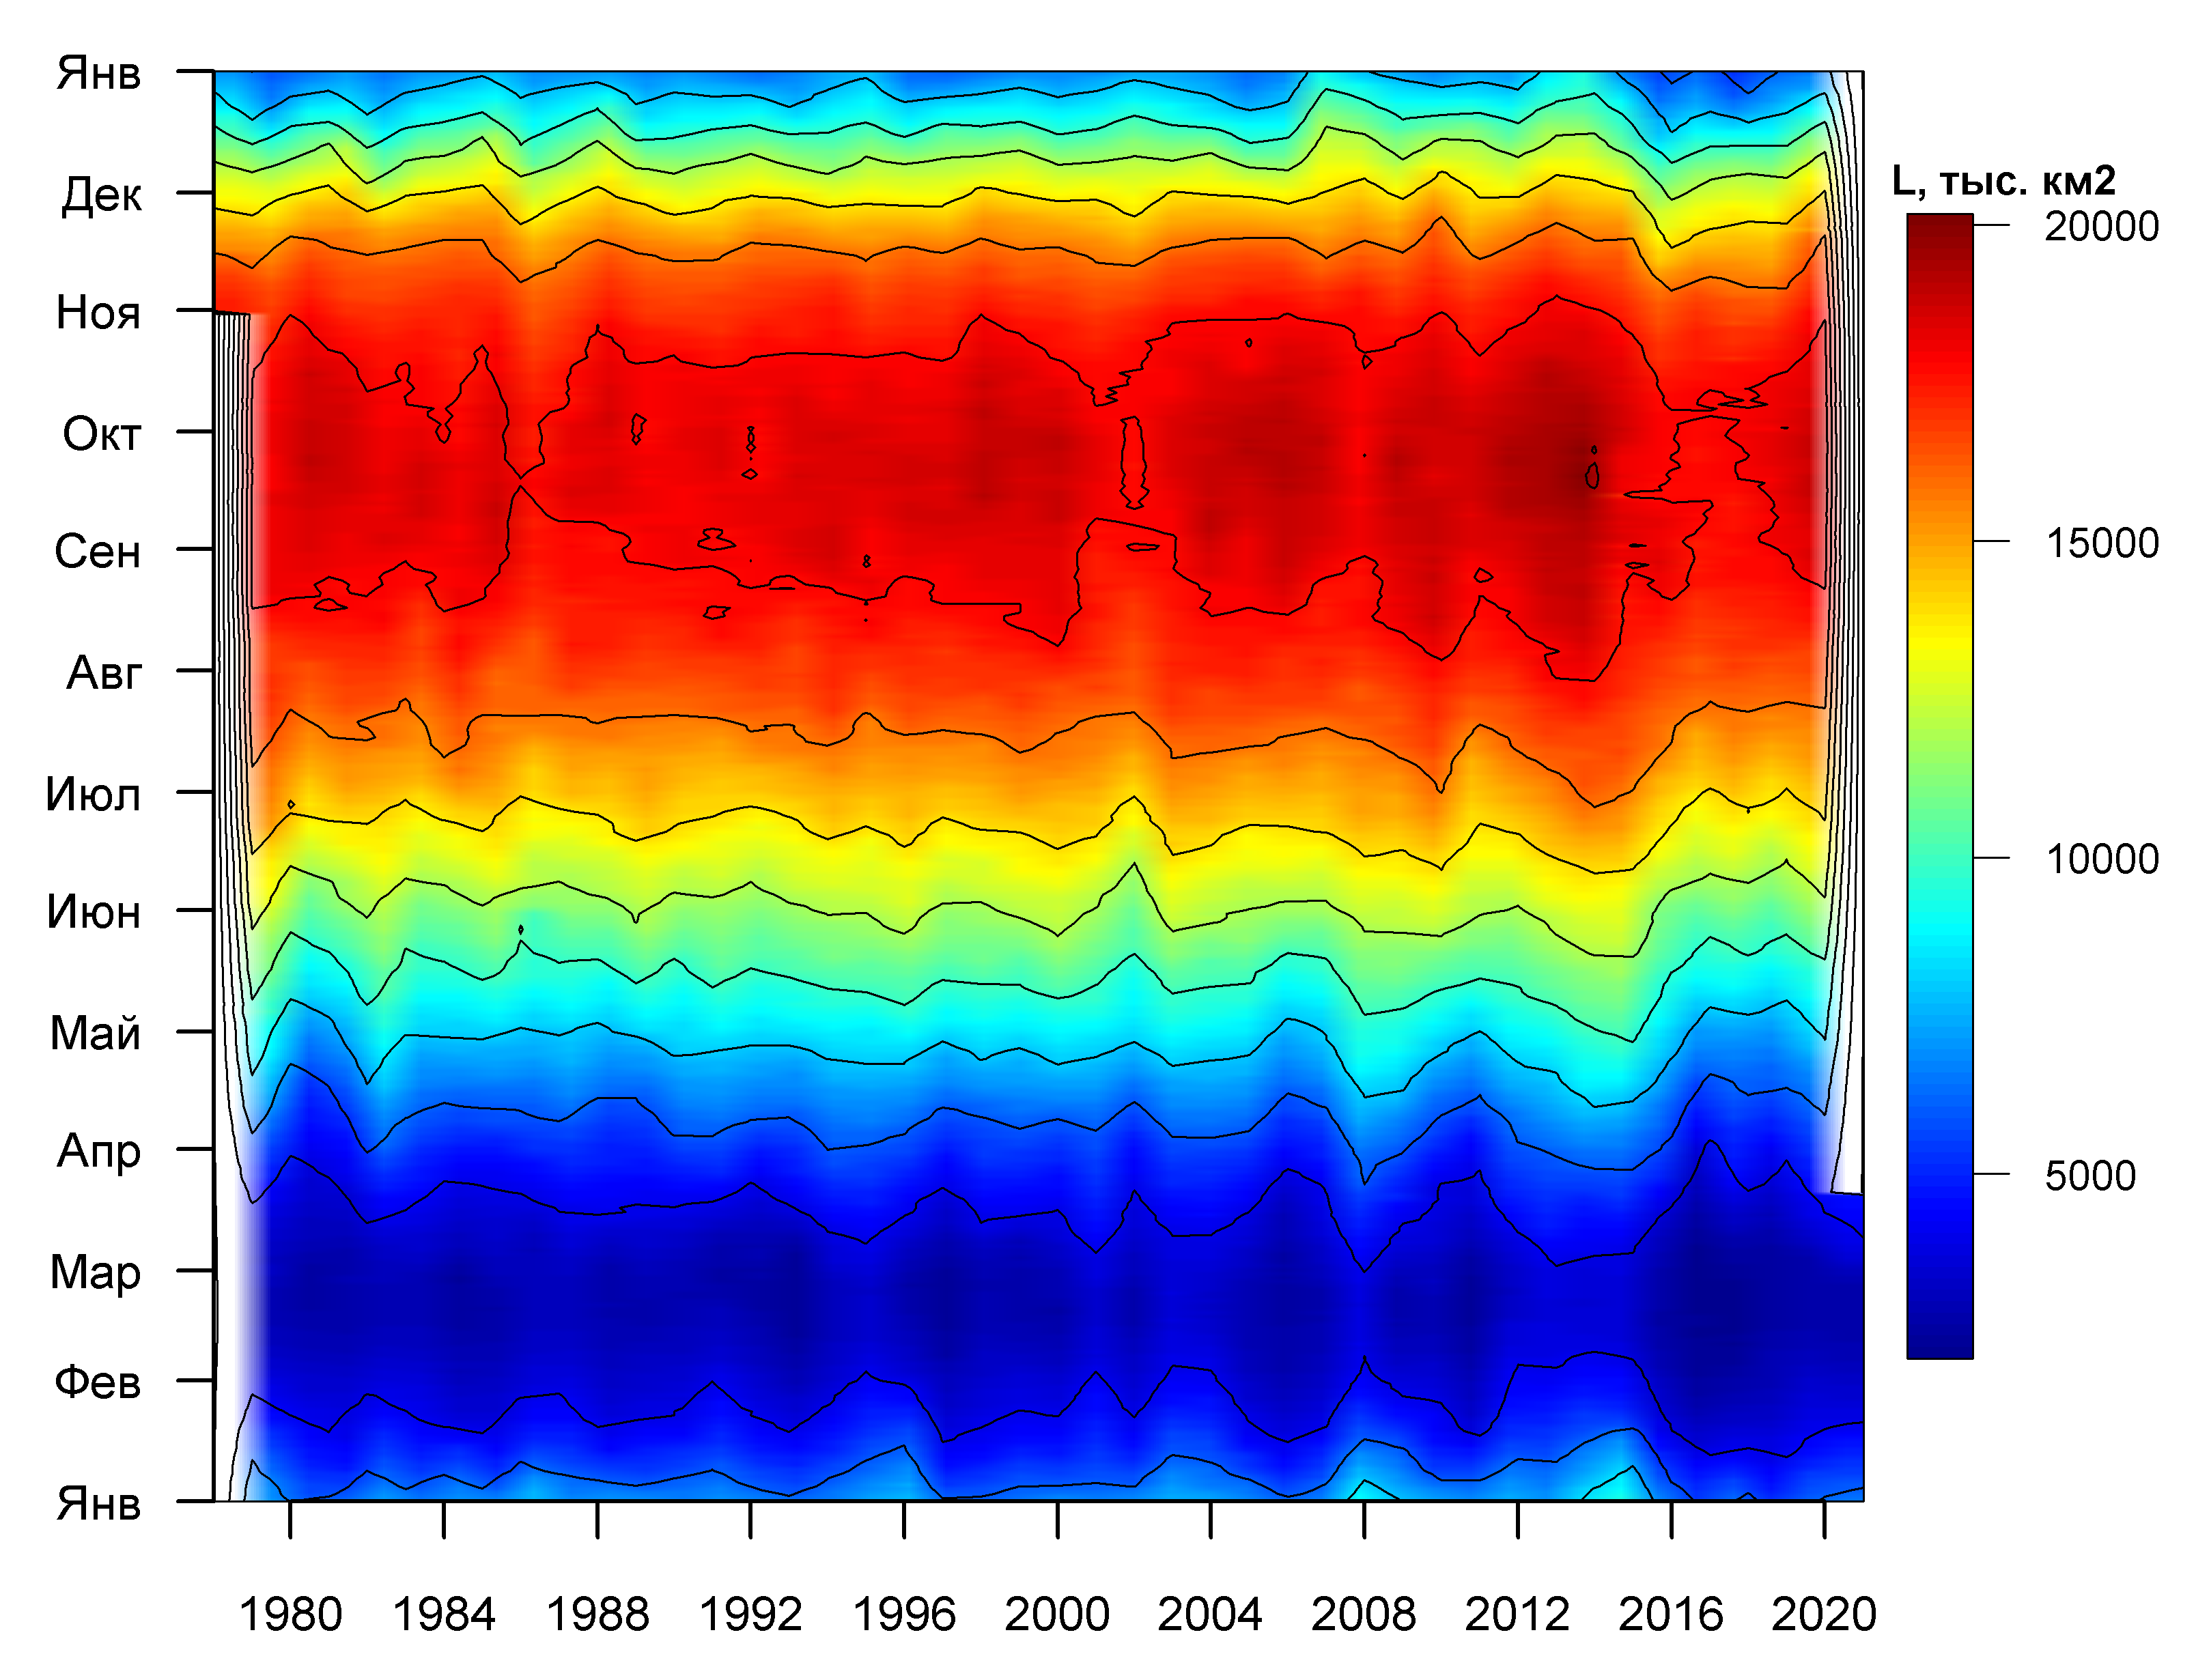 Янв
Дек
Ноя
Окт
Сен
Авг
Июл
Июн
Май
Апр
Мар
Фев
Янв
L, тыс. км2
20000
15000
10000
5000
1980 1984 1988 1992 1996 2000 2004 2008 2012 2016 2020